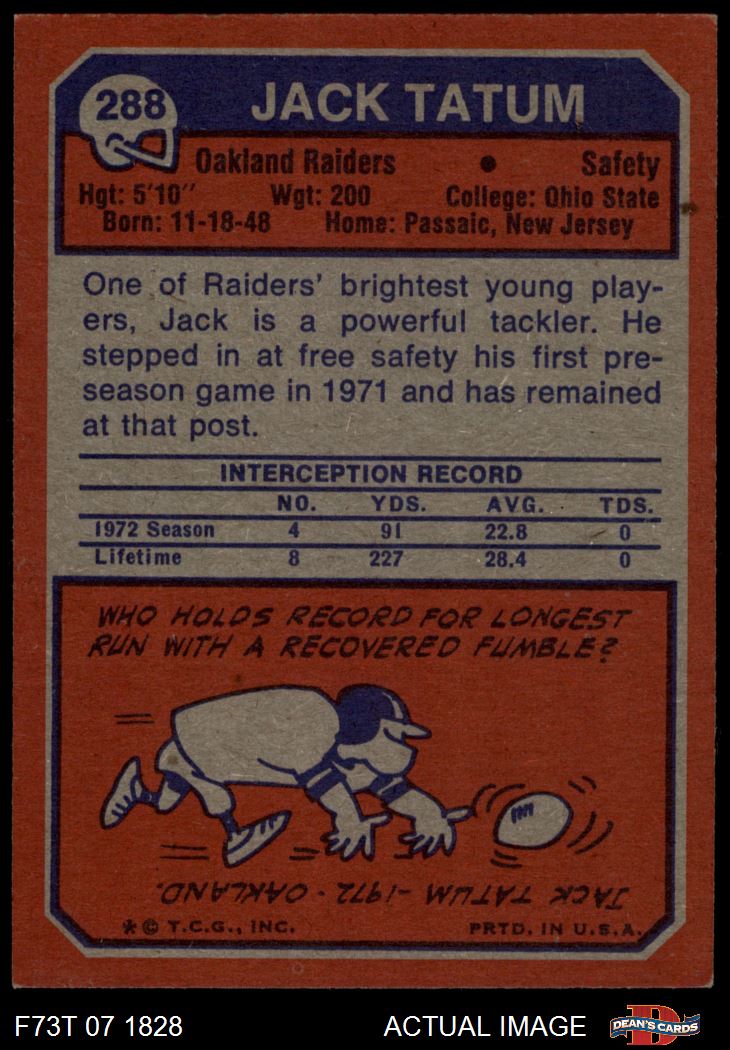 288 JACK TATUM
Oakland Raiders • Safety
Hgt: 5'10" Wgt: 200 College: Ohio State
Born: 11-18-48 Home: Passaic, New Jersey
One of Raiders' brightest young play-
ers, Jack is a powerful tackler. He
stepped in at free safety his first pre-
season game in 1971 and has remained
at that post.
INTERCEPTION RECORD
NO. YDS. AVG. TDS.
1972 Season 4 91 22.8 0
Lifetime 8 227 28.4 0
WHO HOLDS RECORD FOR LONGEST
RUN WITH A RECOVERED FUMBLE?
JACK TATUM -1972 - OAKLAND.
* © T.C.G., INC. PRTD. IN U.S.A.
F73T 07 1828 ACTUAL IMAGE D DEAN'S CARDS